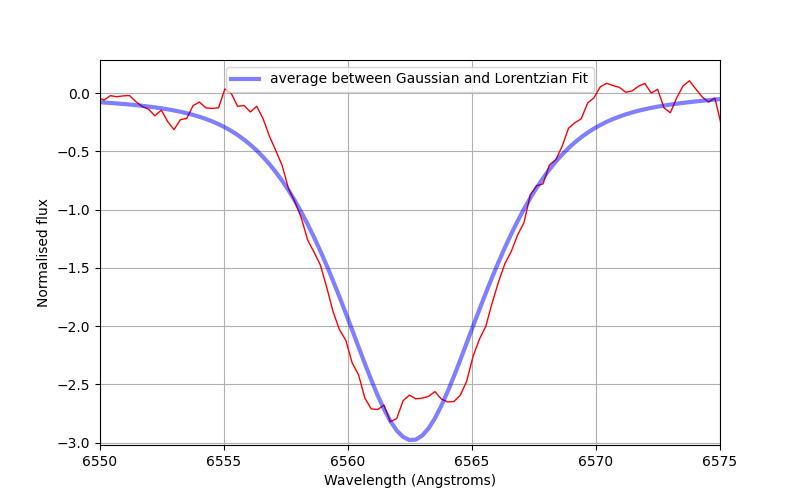 average between Gaussian and Lorentzian Fit
0.0
−0.5
−1.0
−1.5
−2.0
−2.5
−3.0
Normalised flux
6550 6555 6560 6565 6570 6575
Wavelength (Angstroms)